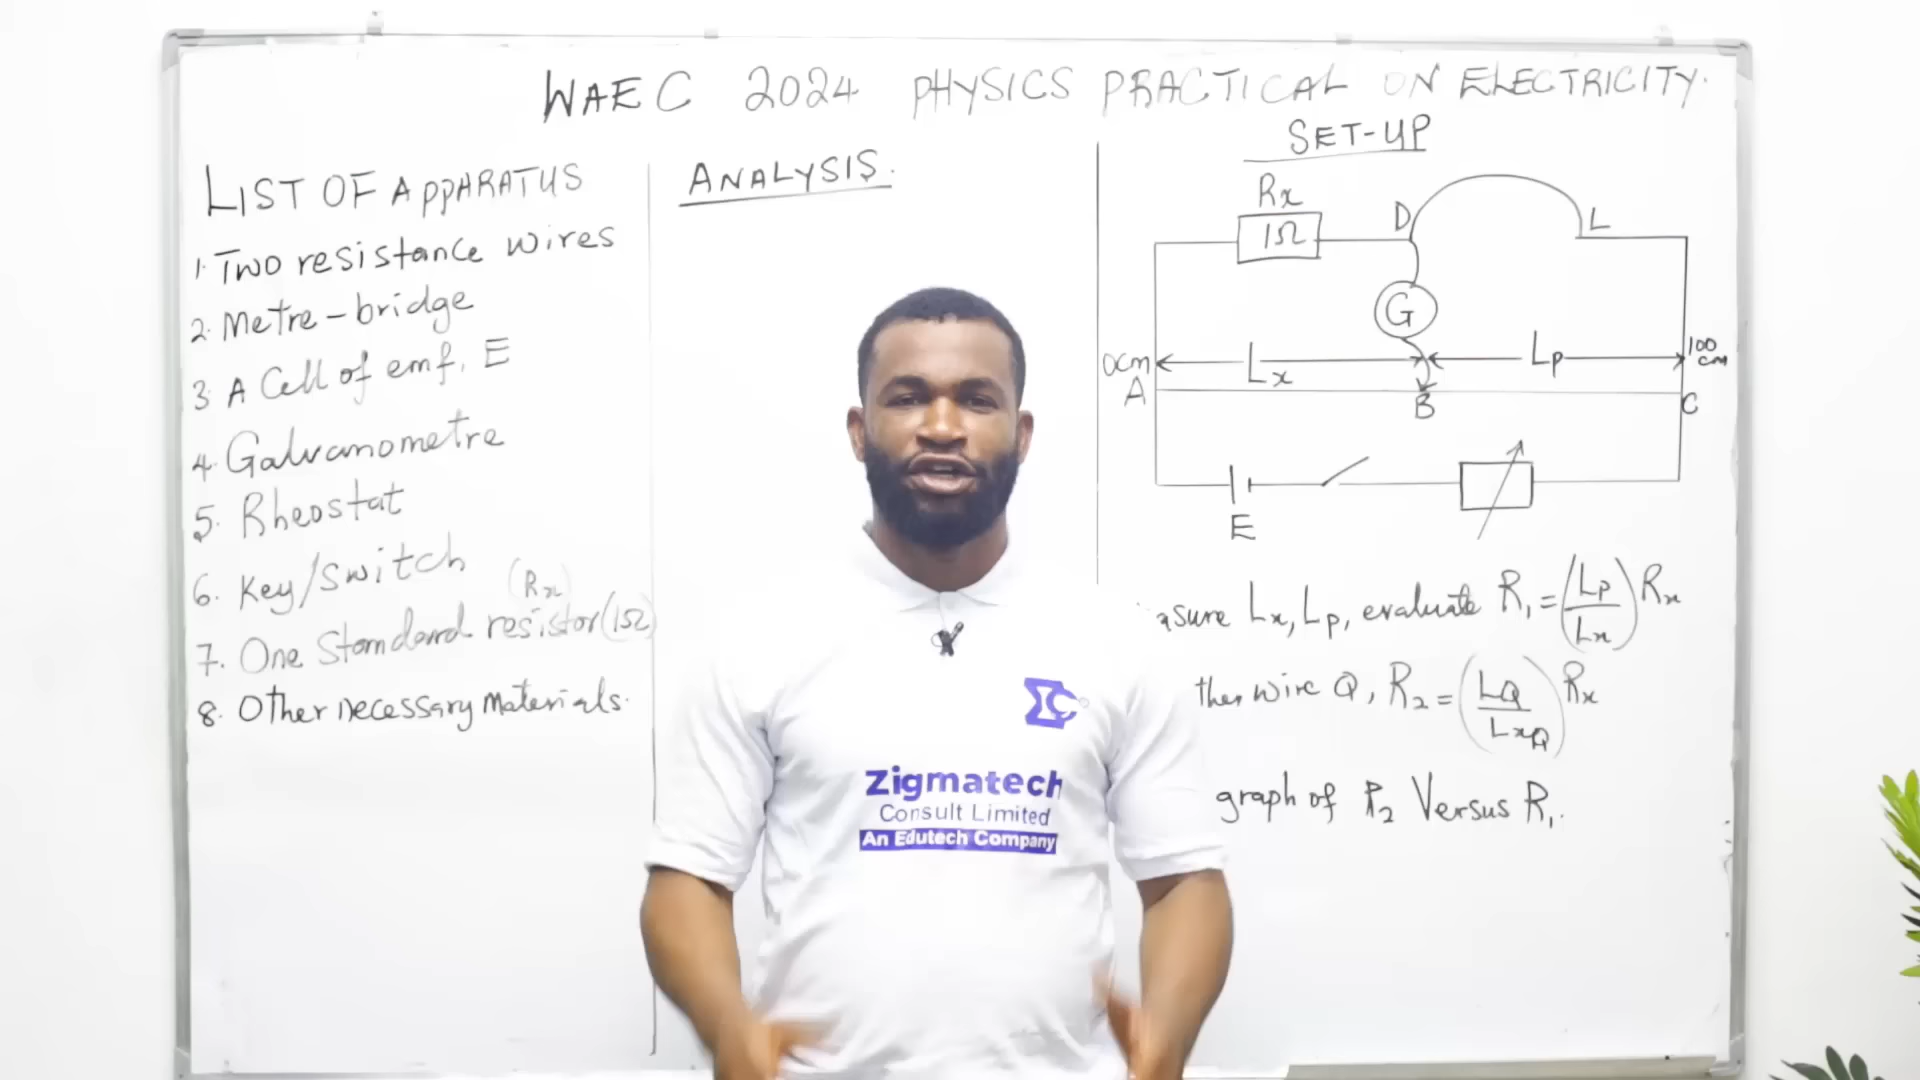 WAEC 2024 PHYSICS PRACTICAL ON ELECTRICITY.
LIST OF APPARATUS
1. Two resistance wires
2. Metre-bridge
3 A Cell of emf, E
4. Galvanometre
5. Rheostat
6. Key/Switch
(Rx)
7. One Standard resistor (1Ω)
8. Other necessary materials.
ANALYSIS.
SET-UP
Rx
1Ω
D
L
G
0cm
Lx
Lp
100 cm
A
B
C
E
Lx, Lp, evaluate R1 = (Lp/Lx) Rx
then wire Q, R2 = (LQ/LxQ) Rx
graph of R2 Versus R1.
ZC
Zigmatech
Consult Limited
An Edutech Company